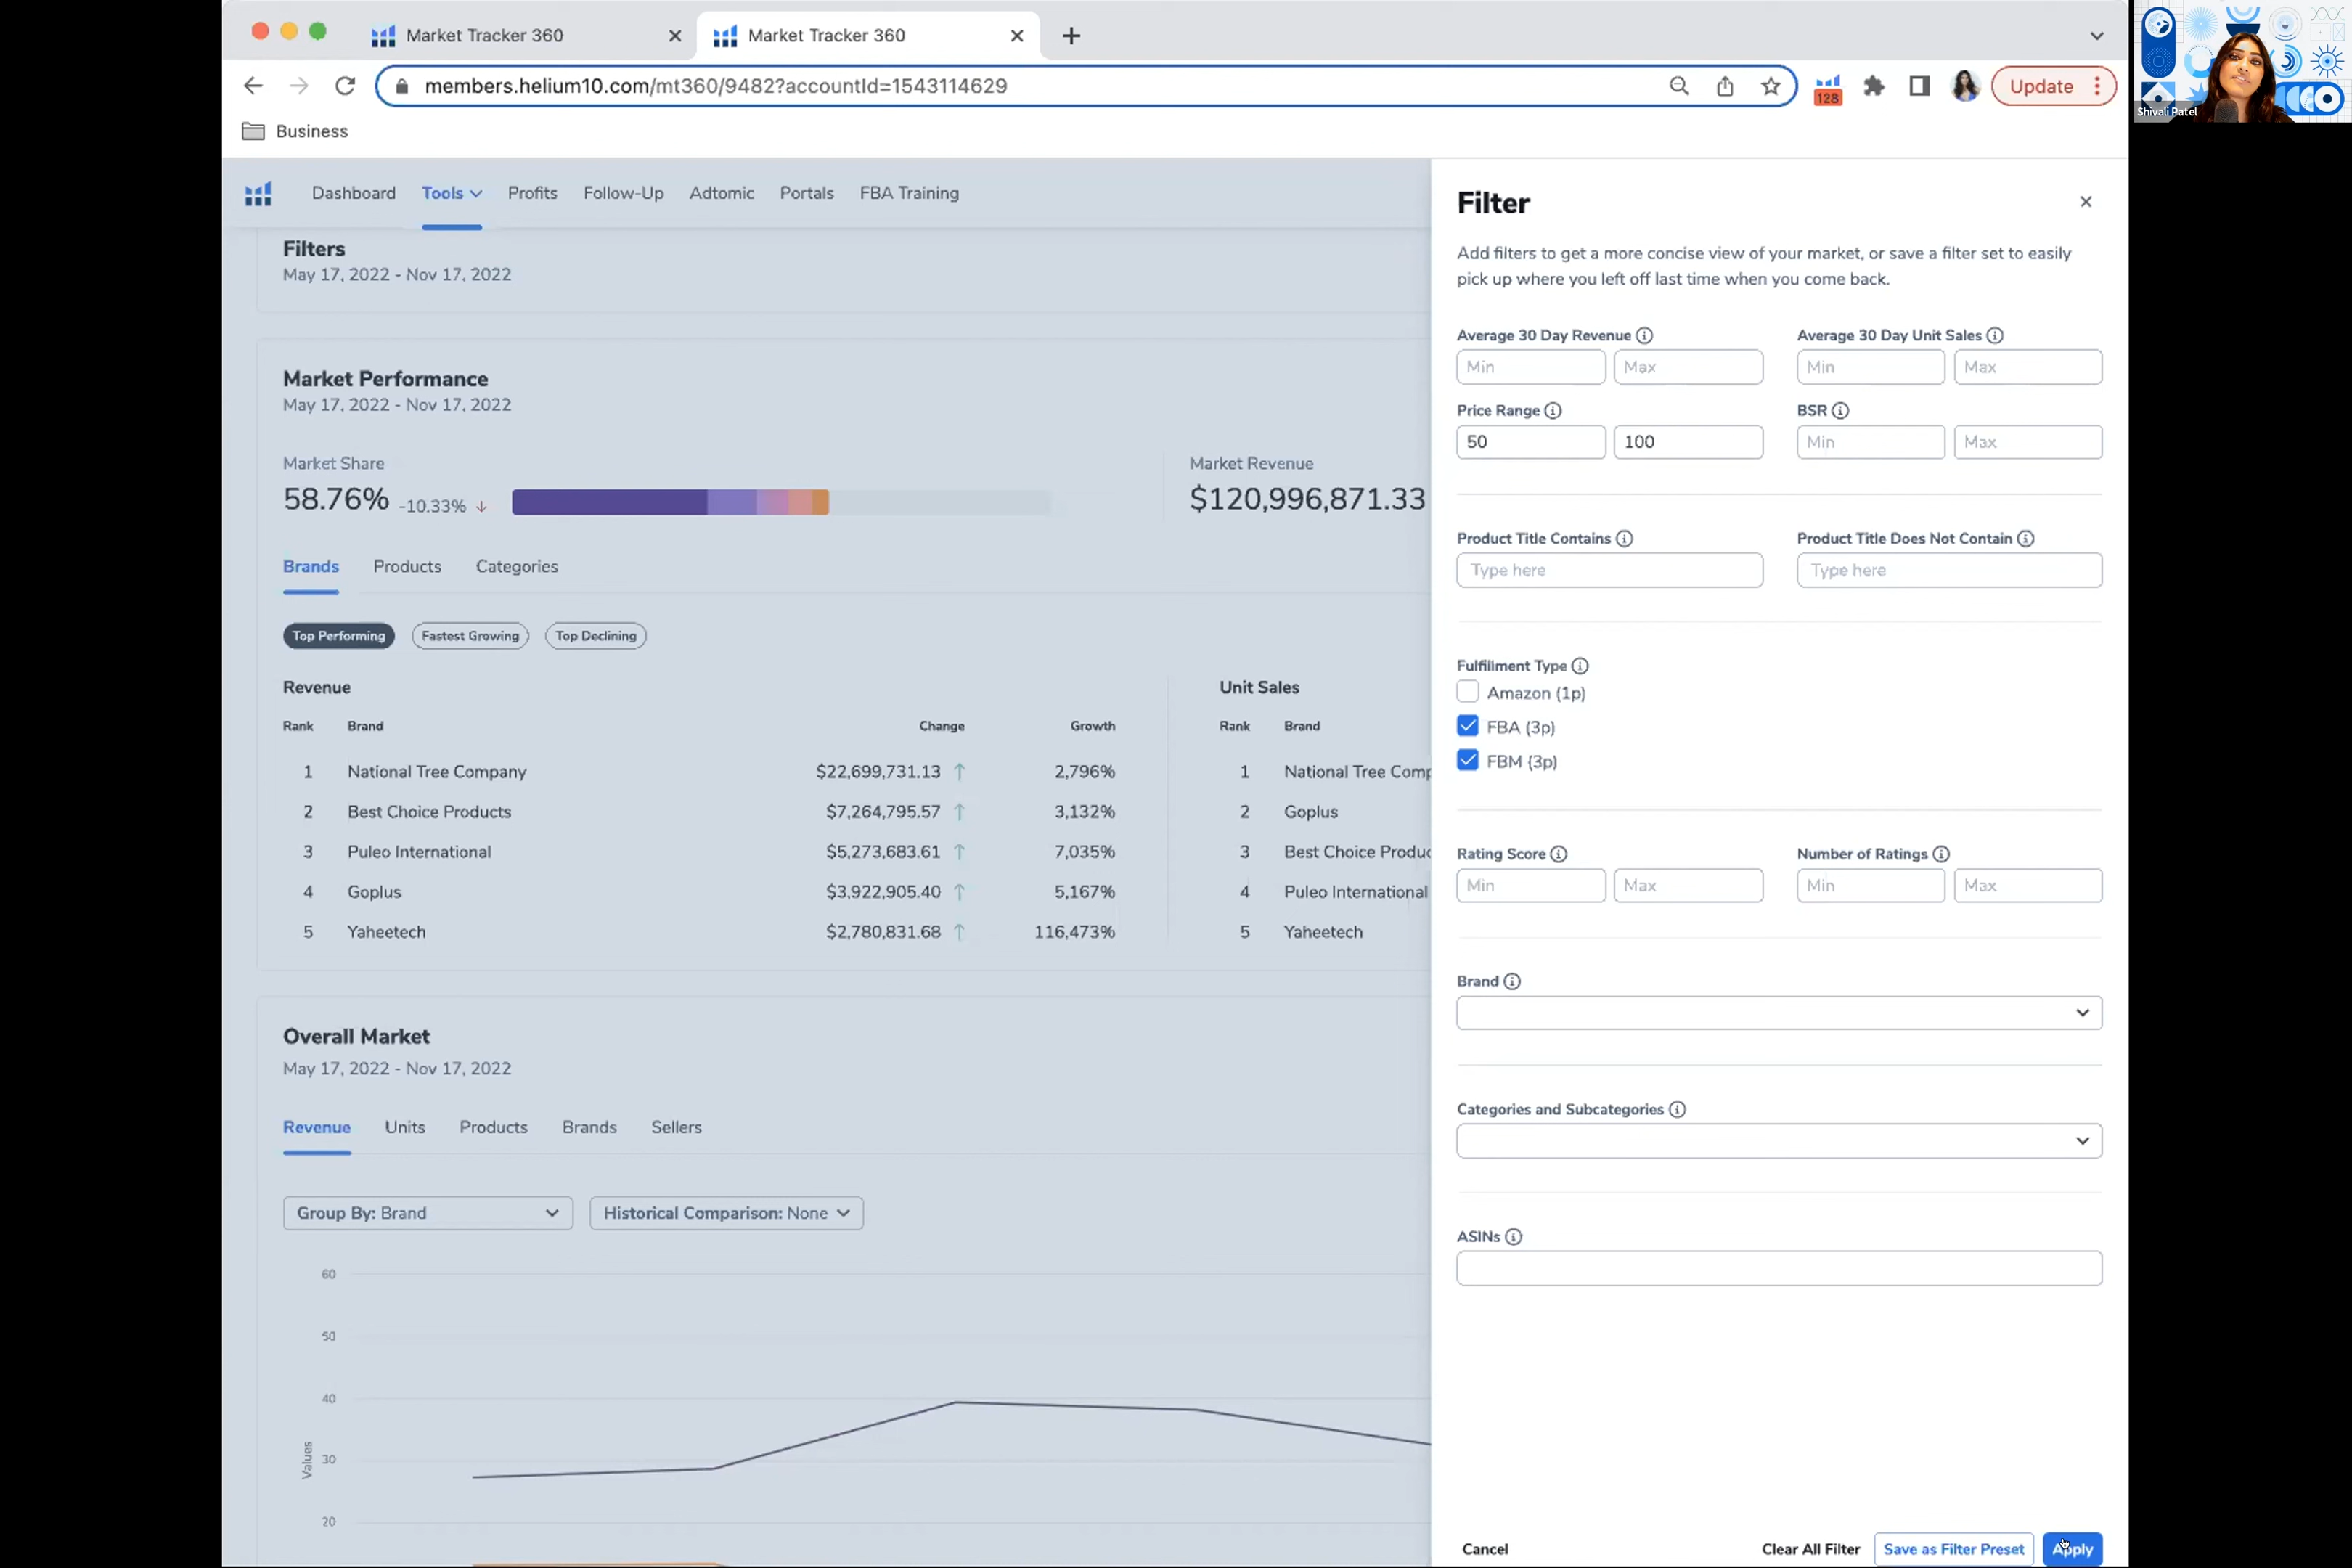 Market Tracker 360
Market Tracker 360
members.helium10.com/mt360/9482?accountId=1543114629
128
Update
Business
Shivali Patel
Dashboard Tools Profits Follow-Up Adtomic Portals FBA Training
Filters
May 17, 2022 - Nov 17, 2022
Market Performance
May 17, 2022 - Nov 17, 2022
Market Share
58.76% -10.33% ↓
Market Revenue
$120,996,871.33
Brands Products Categories
Top Performing Fastest Growing Top Declining
Revenue
Rank Brand Change Growth
1 National Tree Company $22,699,731.13 ↑ 2,796%
2 Best Choice Products $7,264,795.57 ↑ 3,132%
3 Puleo International $5,273,683.61 ↑ 7,035%
4 Goplus $3,922,905.40 ↑ 5,167%
5 Yaheetech $2,780,831.68 ↑ 116,473%
Unit Sales
Rank Brand
1 National Tree Comp
2 Goplus
3 Best Choice Produc
4 Puleo International
5 Yaheetech
Overall Market
May 17, 2022 - Nov 17, 2022
Revenue Units Products Brands Sellers
Group By: Brand Historical Comparison: None
60
50
40
30
20
Values
Filter
Add filters to get a more concise view of your market, or save a filter set to easily
pick up where you left off last time when you come back.
Average 30 Day Revenue Average 30 Day Unit Sales
Min Max Min Max
Price Range BSR
50 100 Min Max
Product Title Contains Product Title Does Not Contain
Type here Type here
Fulfillment Type
Amazon (1p)
FBA (3p)
FBM (3p)
Rating Score Number of Ratings
Min Max Min Max
Brand
Categories and Subcategories
ASINs
Cancel Clear All Filter Save as Filter Preset Apply